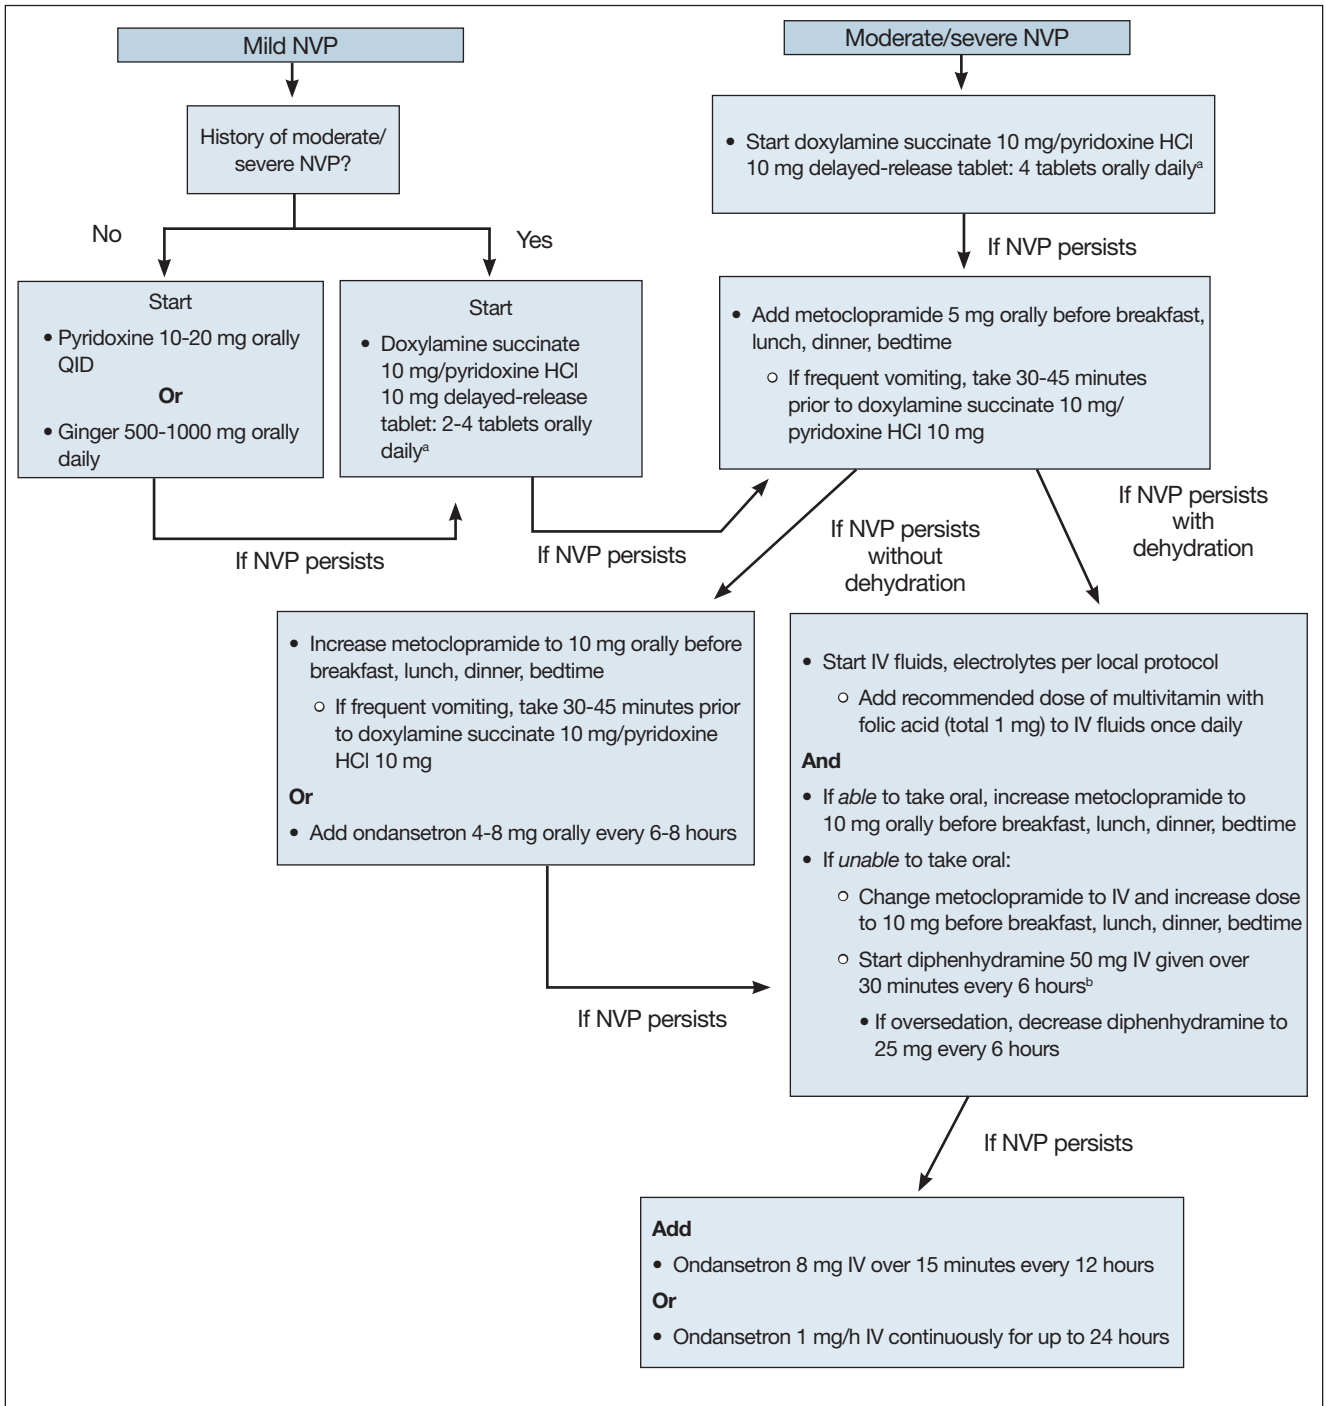 Mild NVP
History of moderate/
severe NVP?
No
Yes
Start
• Pyridoxine 10-20 mg orally
QID
Or
• Ginger 500-1000 mg orally
daily
Start
• Doxylamine succinate
10 mg/pyridoxine HCl
10 mg delayed-release
tablet: 2-4 tablets orally
dailyᵃ
If NVP persists
If NVP persists
Moderate/severe NVP
• Start doxylamine succinate 10 mg/pyridoxine HCl
10 mg delayed-release tablet: 4 tablets orally dailyᵃ
If NVP persists
• Add metoclopramide 5 mg orally before breakfast,
lunch, dinner, bedtime
○ If frequent vomiting, take 30-45 minutes
prior to doxylamine succinate 10 mg/
pyridoxine HCl 10 mg
If NVP persists
without
dehydration
If NVP persists
with
dehydration
• Increase metoclopramide to 10 mg orally before
breakfast, lunch, dinner, bedtime
○ If frequent vomiting, take 30-45 minutes prior
to doxylamine succinate 10 mg/pyridoxine
HCl 10 mg
Or
• Add ondansetron 4-8 mg orally every 6-8 hours
If NVP persists
• Start IV fluids, electrolytes per local protocol
○ Add recommended dose of multivitamin with
folic acid (total 1 mg) to IV fluids once daily
And
• If able to take oral, increase metoclopramide to
10 mg orally before breakfast, lunch, dinner, bedtime
• If unable to take oral:
○ Change metoclopramide to IV and increase dose
to 10 mg before breakfast, lunch, dinner, bedtime
○ Start diphenhydramine 50 mg IV given over
30 minutes every 6 hoursᵇ
• If oversedation, decrease diphenhydramine to
25 mg every 6 hours
If NVP persists
Add
• Ondansetron 8 mg IV over 15 minutes every 12 hours
Or
• Ondansetron 1 mg/h IV continuously for up to 24 hours